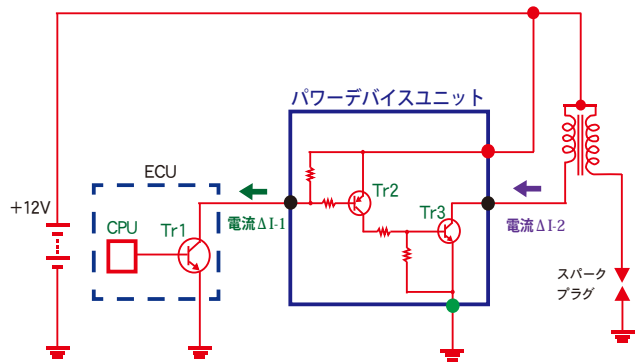 パワーデバイスユニット
ECU
+12V
CPU
Tr1
Tr2
Tr3
電流ΔI-1
電流ΔI-2
スパーク
プラグ